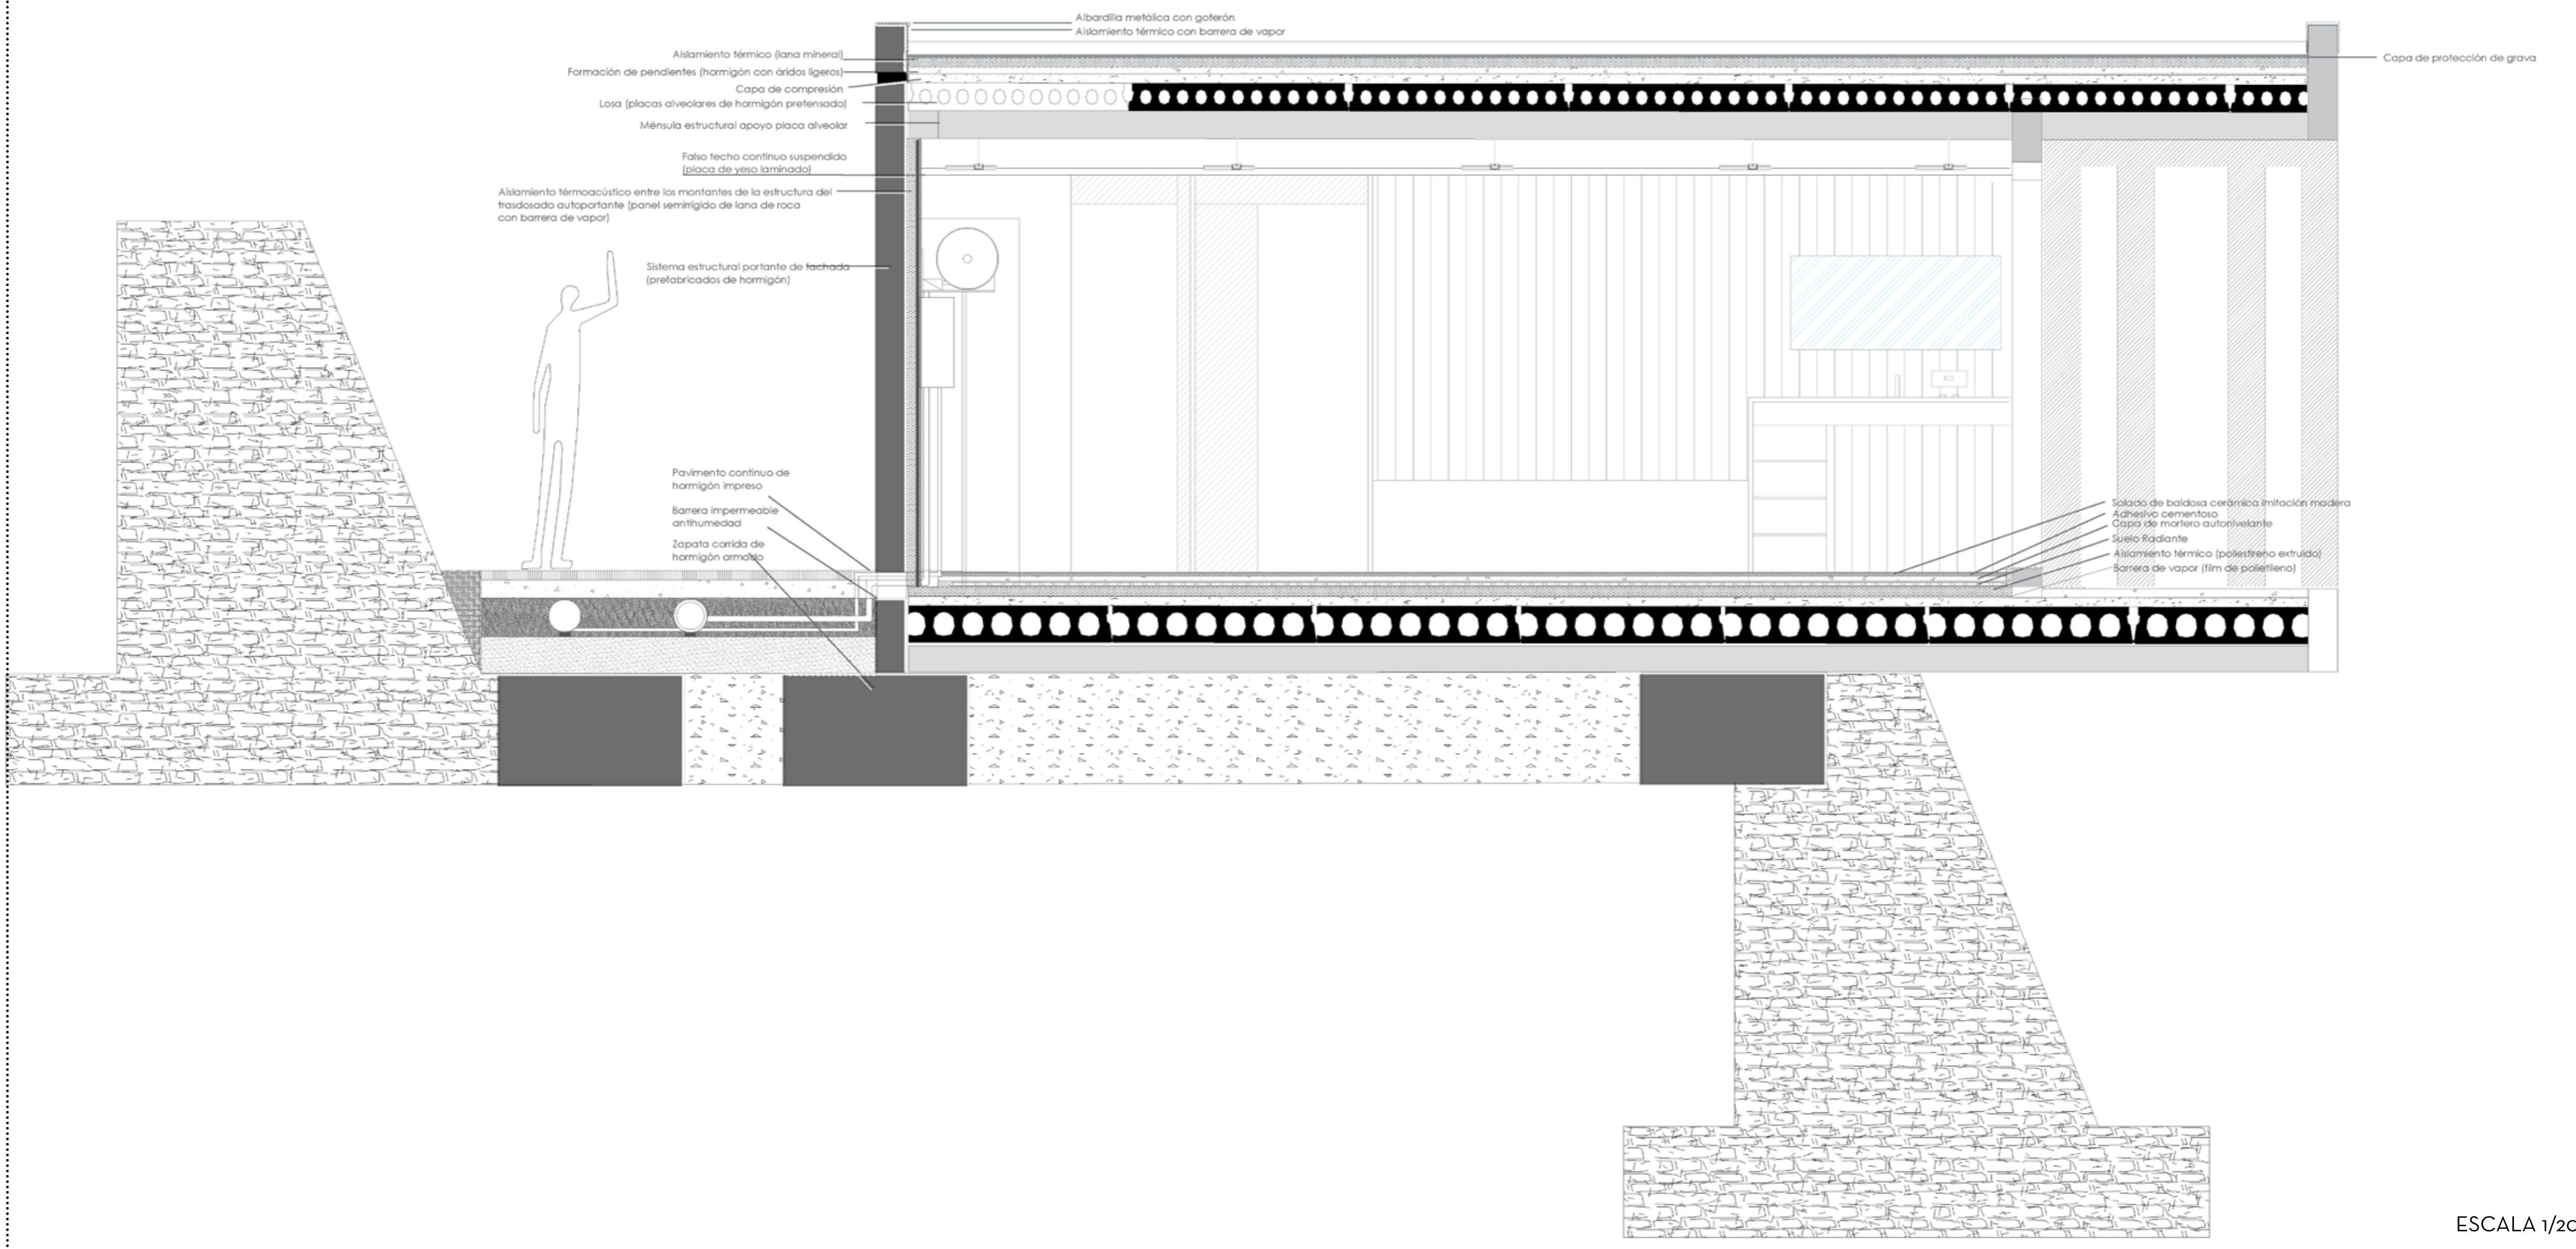 Albardilla metálica con goterón
Aislamiento térmico con barrera de vapor
Aislamiento térmico (lana mineral)
Formación de pendientes (hormigón con áridos ligeros)
Capa de compresión
Losa (placas alveolares de hormigón pretensado)
Ménsula estructural apoyo placa alveolar
Falso techo continuo suspendido
(placa de yeso laminado)
Aislamiento térmoacústico entre los montantes de la estructura del
trasdosado autoportante (panel semirrígido de lana de roca
con barrera de vapor)
Sistema estructural portante de fachada
(prefabricados de hormigón)
Pavimento continuo de
hormigón impreso
Barrera impermeable
antihumedad
Zapata corrida de
hormigón armado
Capa de protección de grava
Solado de baldosa cerámica imitación madera
Adhesivo cementoso
Capa de mortero autonivelante
Suelo Radiante
Aislamiento térmico (poliestireno extruído)
Barrera de vapor (film de polietileno)
ESCALA 1/20